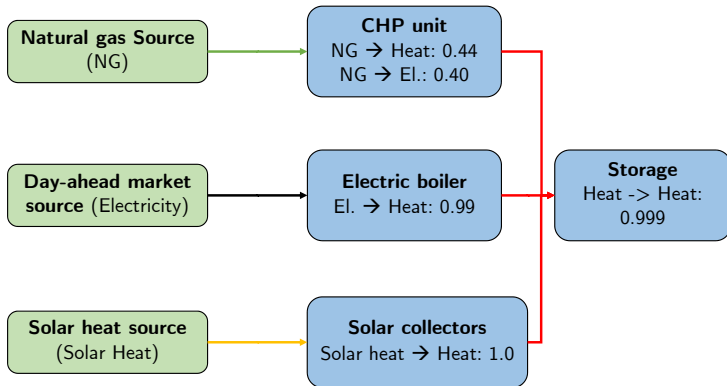 Natural gas Source
(NG)
CHP unit
NG → Heat: 0.44
NG → El.: 0.40
Day-ahead market
source (Electricity)
Electric boiler
El. → Heat: 0.99
Storage
Heat -> Heat:
0.999
Solar heat source
(Solar Heat)
Solar collectors
Solar heat → Heat: 1.0